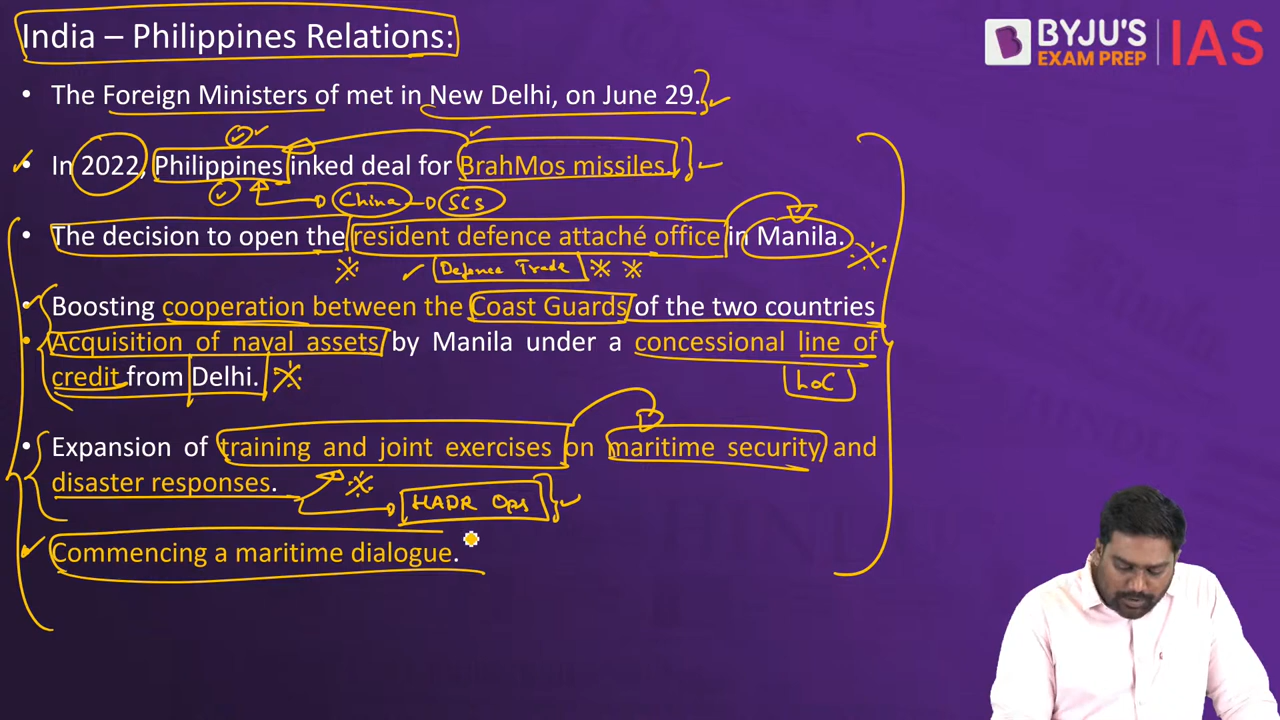 India – Philippines Relations:
BYJU'S
EXAM PREP
IAS
• The Foreign Ministers of met in New Delhi, on June 29.
• In 2022, Philippines inked deal for BrahMos missiles.
China
SCS
• The decision to open the resident defence attaché office in Manila.
Defence Trade
• Boosting cooperation between the Coast Guards of the two countries
• Acquisition of naval assets by Manila under a concessional line of
credit from Delhi.
LoC
• Expansion of training and joint exercises on maritime security and
disaster responses.
HADR Ops
• Commencing a maritime dialogue.